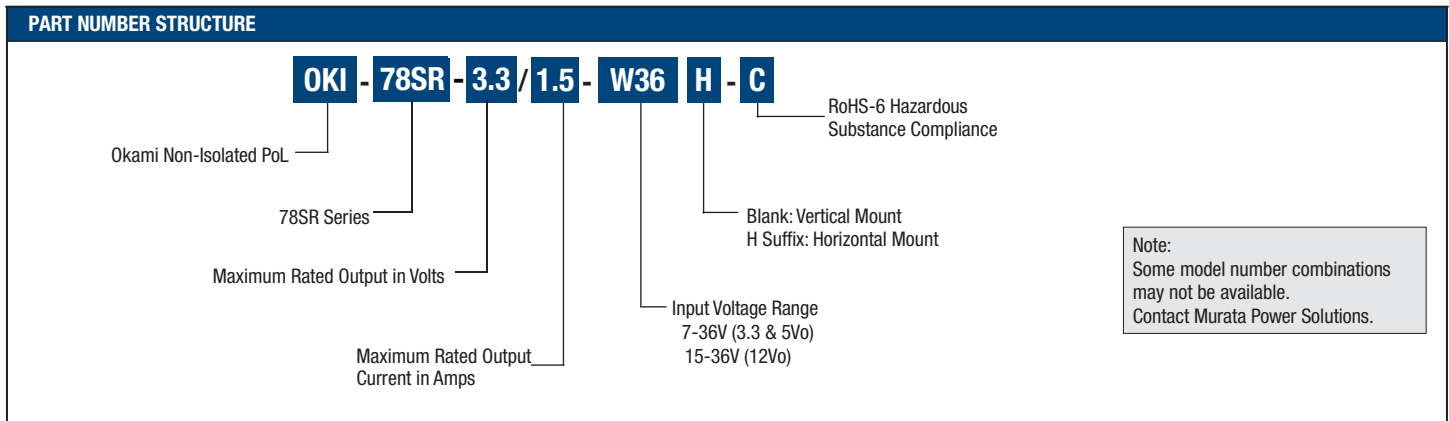 PART NUMBER STRUCTURE
OKI - 78SR - 3.3 / 1.5 - W36 H - C
RoHS-6 Hazardous
Substance Compliance
Okami Non-Isolated PoL
78SR Series
Blank: Vertical Mount
H Suffix: Horizontal Mount
Maximum Rated Output in Volts
Input Voltage Range
7-36V (3.3 & 5Vo)
15-36V (12Vo)
Maximum Rated Output
Current in Amps
Note:
Some model number combinations
may not be available.
Contact Murata Power Solutions.